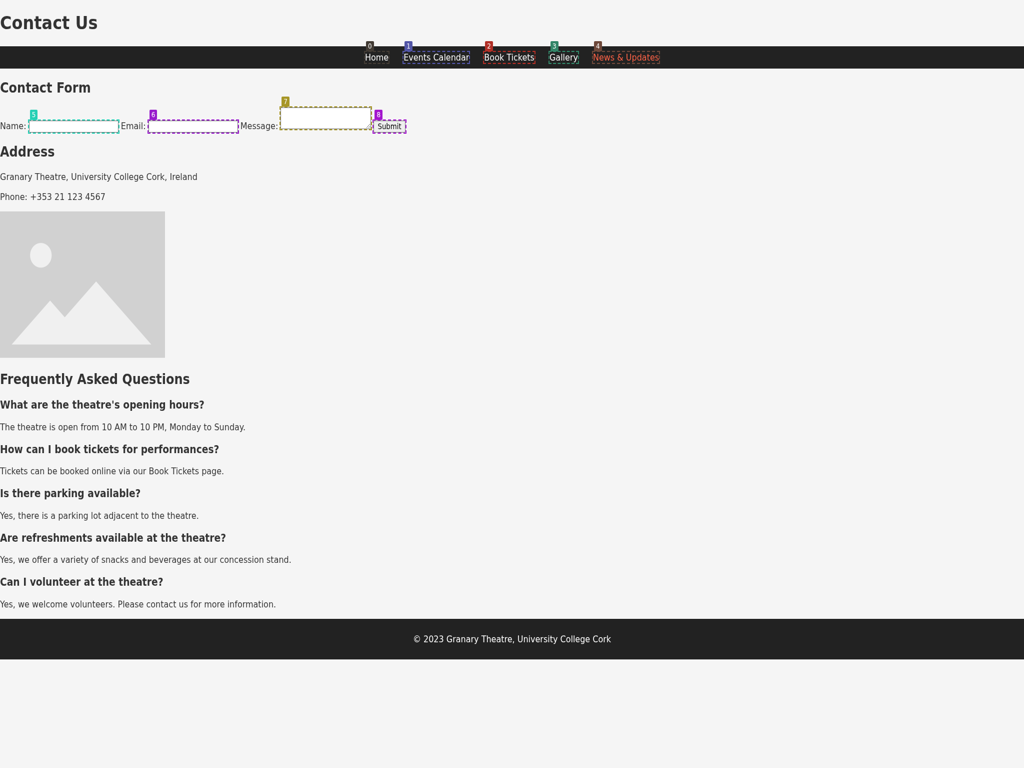 Contact Us
0 1 2 3 4
Home Events Calendar Book Tickets Gallery News & Updates
Contact Form
5 6 7 8
Name: Email: Message: Submit
Address
Granary Theatre, University College Cork, Ireland
Phone: +353 21 123 4567
Frequently Asked Questions
What are the theatre's opening hours?
The theatre is open from 10 AM to 10 PM, Monday to Sunday.
How can I book tickets for performances?
Tickets can be booked online via our Book Tickets page.
Is there parking available?
Yes, there is a parking lot adjacent to the theatre.
Are refreshments available at the theatre?
Yes, we offer a variety of snacks and beverages at our concession stand.
Can I volunteer at the theatre?
Yes, we welcome volunteers. Please contact us for more information.
© 2023 Granary Theatre, University College Cork